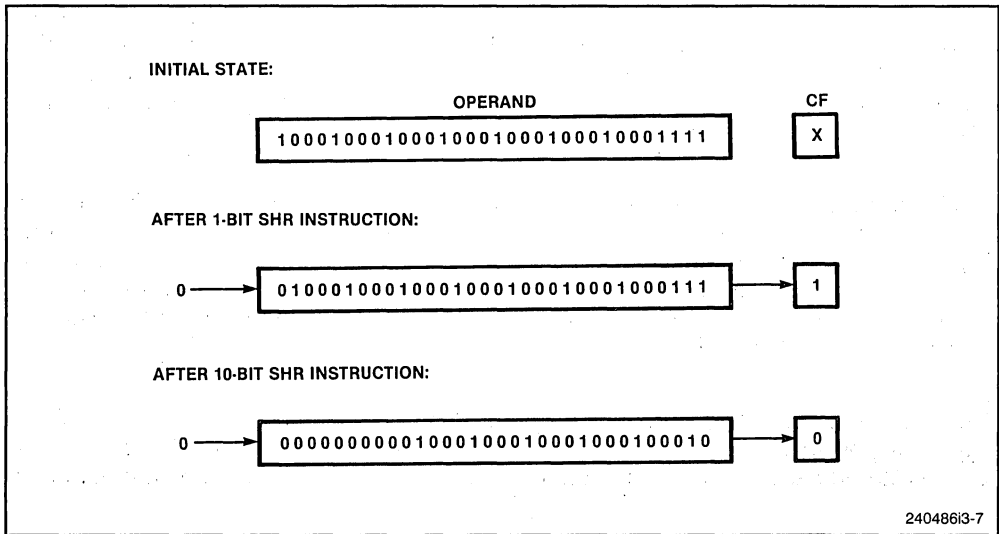 INITIAL STATE:
OPERAND CF
10001000100010001000100010001111 X
AFTER 1-BIT SHR INSTRUCTION:
0 01000100010001000100010001000111 1
AFTER 10-BIT SHR INSTRUCTION:
0 00000000001000100010001000100010 0
240486i3-7